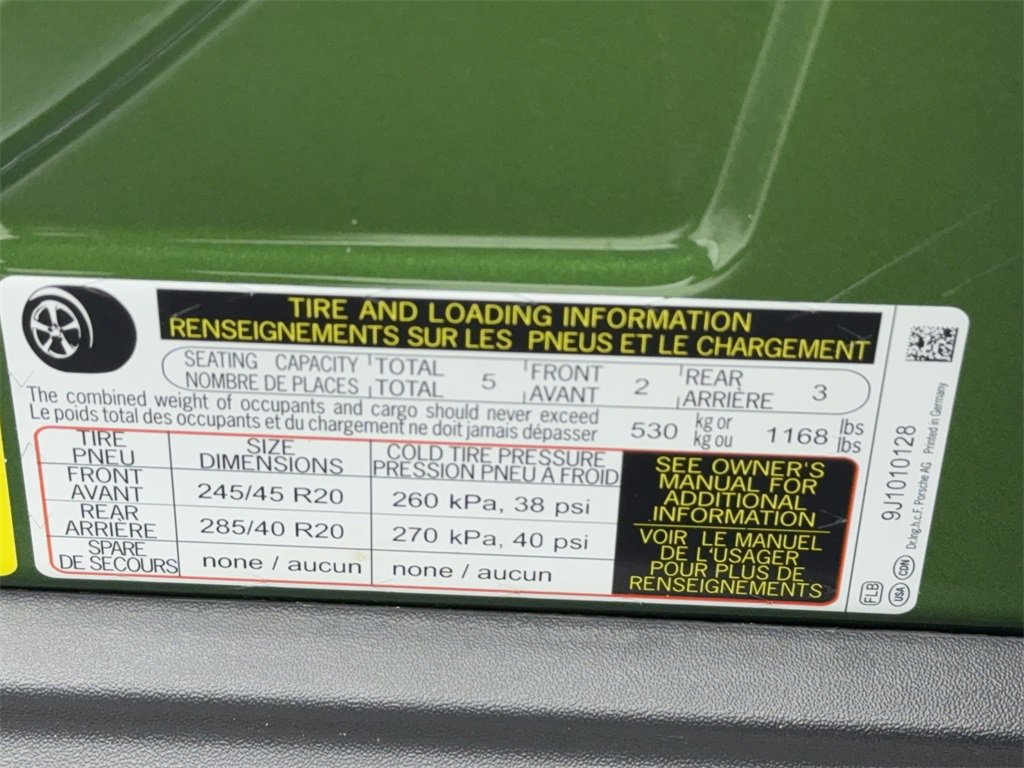 TIRE AND LOADING INFORMATION
RENSEIGNEMENTS SUR LES PNEUS ET LE CHARGEMENT
SEATING CAPACITY TOTAL 5 FRONT 2 REAR 3
NOMBRE DE PLACES TOTAL AVANT ARRIÈRE
The combined weight of occupants and cargo should never exceed 530 kg or 1168 lbs
Le poids total des occupants et du chargement ne doit jamais dépasser kg ou lbs
TIRE SIZE COLD TIRE PRESSURE
PNEU DIMENSIONS PRESSION PNEU À FROID
FRONT
AVANT 245/45 R20 260 kPa, 38 psi
REAR
ARRIÈRE 285/40 R20 270 kPa, 40 psi
SPARE
DE SECOURS none / aucun none / aucun
SEE OWNER'S
MANUAL FOR
ADDITIONAL
INFORMATION
VOIR LE MANUEL
DE L'USAGER
POUR PLUS DE
RENSEIGNEMENTS
9J1010128
Dr.Ing.h.c.F. Porsche AG Printed in Germany
FLB
USA CDN